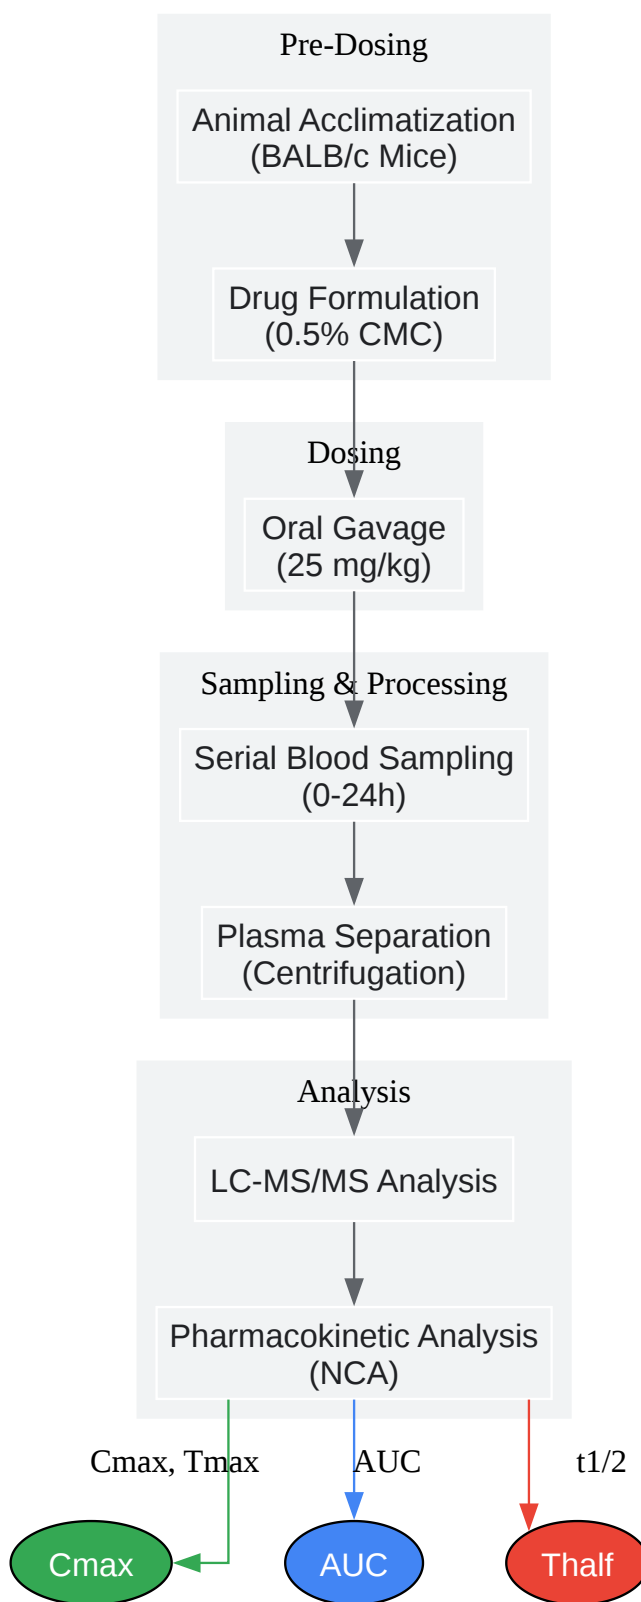 Pre-Dosing
Animal Acclimatization
(BALB/c Mice)
Drug Formulation
(0.5% CMC)
Dosing
Oral Gavage
(25 mg/kg)
Sampling & Processing
Serial Blood Sampling
(0-24h)
Plasma Separation
(Centrifugation)
Analysis
LC-MS/MS Analysis
Pharmacokinetic Analysis
(NCA)
Cmax, Tmax
AUC
t1/2
Cmax
AUC
Thalf